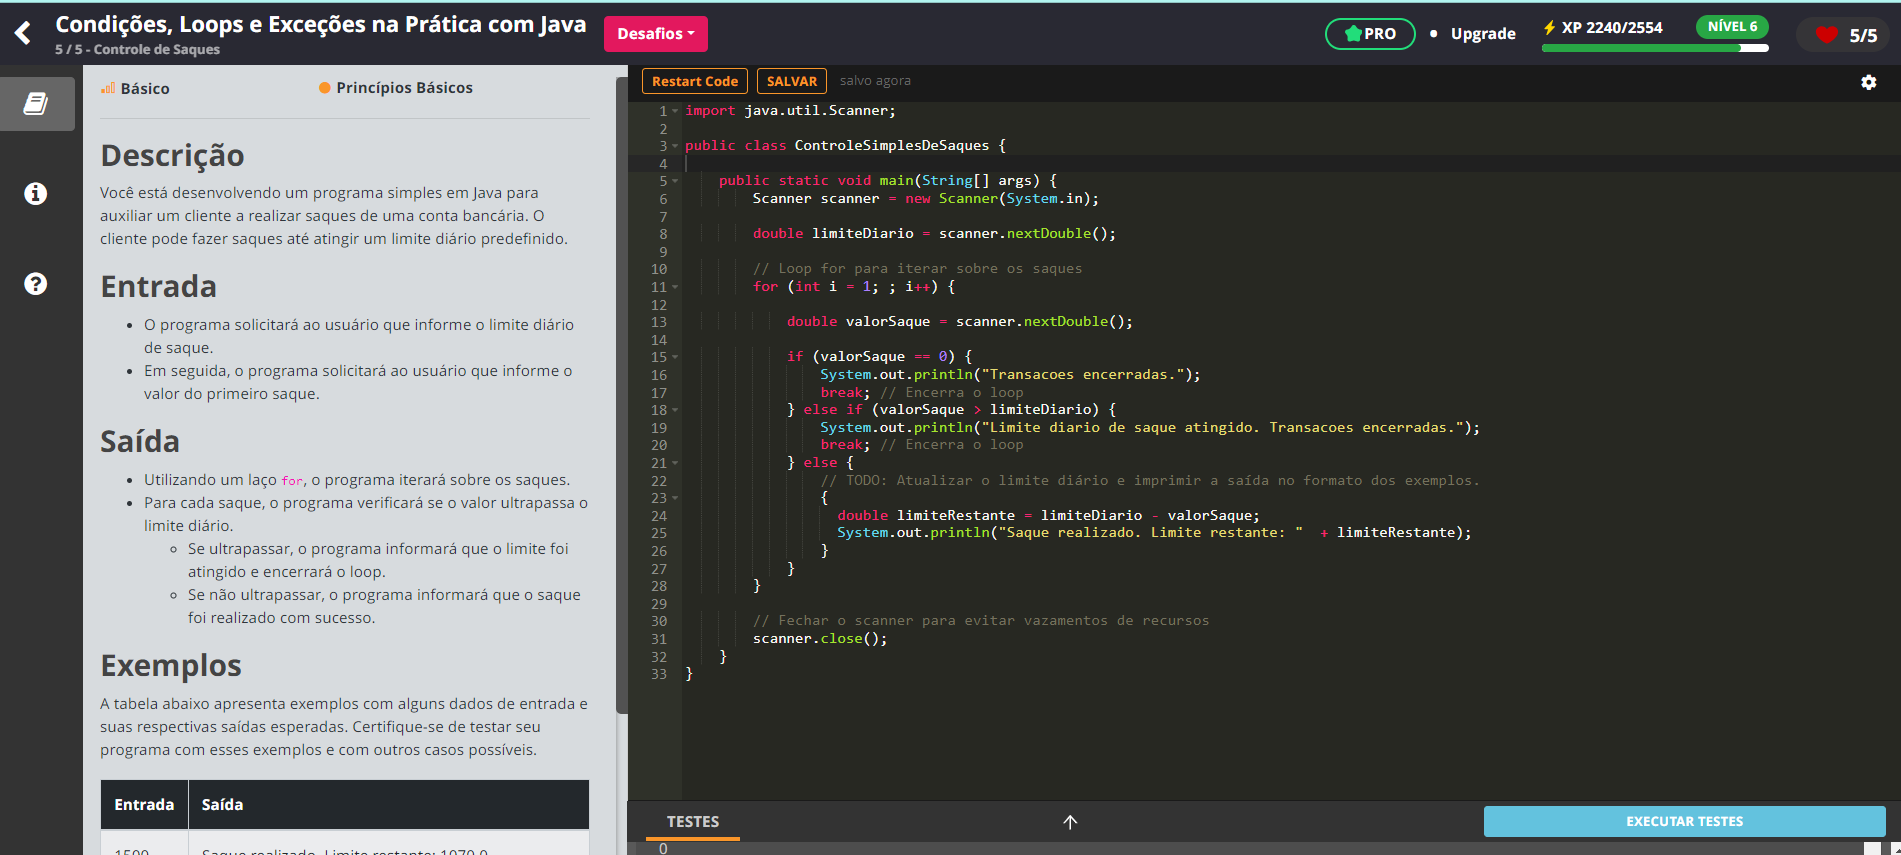 Condições, Loops e Exceções na Prática com Java
5 / 5 - Controle de Saques
Desafios
PRO
Upgrade
XP 2240/2554
NÍVEL 6
5/5
Básico
Princípios Básicos
Descrição
Você está desenvolvendo um programa simples em Java para
auxiliar um cliente a realizar saques de uma conta bancária. O
cliente pode fazer saques até atingir um limite diário predefinido.
Entrada
• O programa solicitará ao usuário que informe o limite diário
de saque.
• Em seguida, o programa solicitará ao usuário que informe o
valor do primeiro saque.
Saída
• Utilizando um laço for, o programa iterará sobre os saques.
• Para cada saque, o programa verificará se o valor ultrapassa o
limite diário.
◦ Se ultrapassar, o programa informará que o limite foi
atingido e encerrará o loop.
◦ Se não ultrapassar, o programa informará que o saque
foi realizado com sucesso.
Exemplos
A tabela abaixo apresenta exemplos com alguns dados de entrada e
suas respectivas saídas esperadas. Certifique-se de testar seu
programa com esses exemplos e com outros casos possíveis.
Entrada Saída
1500 Saque realizado. Limite restante: 1070.0
Restart Code
SALVAR
salvo agora
1 import java.util.Scanner;
2
3 public class ControleSimplesDeSaques {
4
5 public static void main(String[] args) {
6 Scanner scanner = new Scanner(System.in);
7
8 double limiteDiario = scanner.nextDouble();
9
10 // Loop for para iterar sobre os saques
11 for (int i = 1; ; i++) {
12
13 double valorSaque = scanner.nextDouble();
14
15 if (valorSaque == 0) {
16 System.out.println("Transacoes encerradas.");
17 break; // Encerra o loop
18 } else if (valorSaque > limiteDiario) {
19 System.out.println("Limite diario de saque atingido. Transacoes encerradas.");
20 break; // Encerra o loop
21 } else {
22 // TODO: Atualizar o limite diário e imprimir a saída no formato dos exemplos.
23 {
24 double limiteRestante = limiteDiario - valorSaque;
25 System.out.println("Saque realizado. Limite restante: " + limiteRestante);
26 }
27 }
28 }
29
30 // Fechar o scanner para evitar vazamentos de recursos
31 scanner.close();
32 }
33 }
TESTES
EXECUTAR TESTES
0